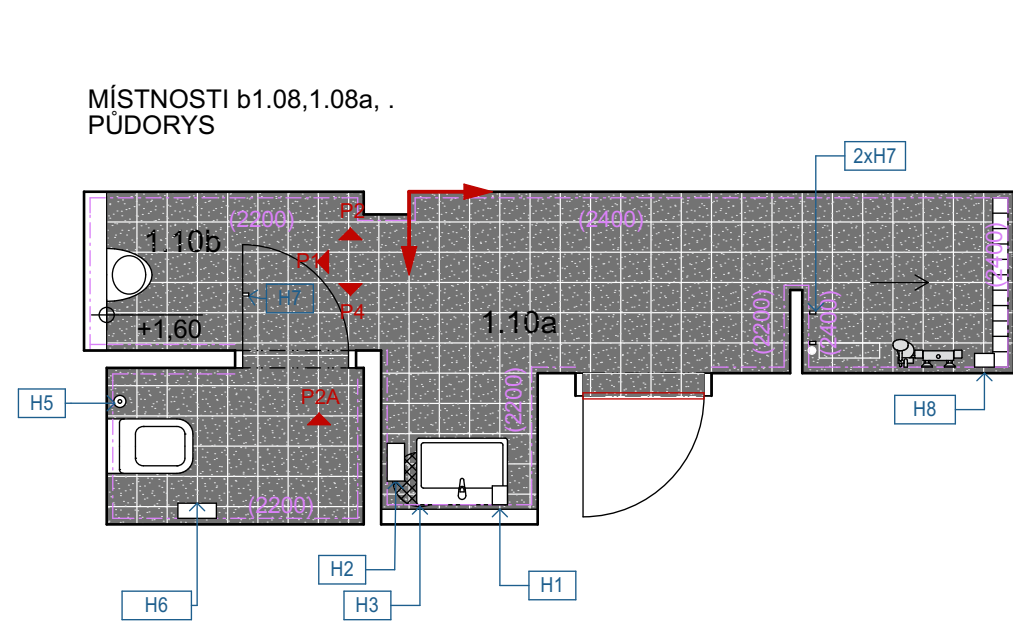 MÍSTNOSTI b1.08,1.08a, .
PŮDORYS
2xH7
(2200)
P2
(2400)
1.10b
P1
(2400)
H7
P4
+1,60
1.10a
(2200)
(2400)
P2A
(2200)
H5
H8
(2200)
H2
H1
H6
H3